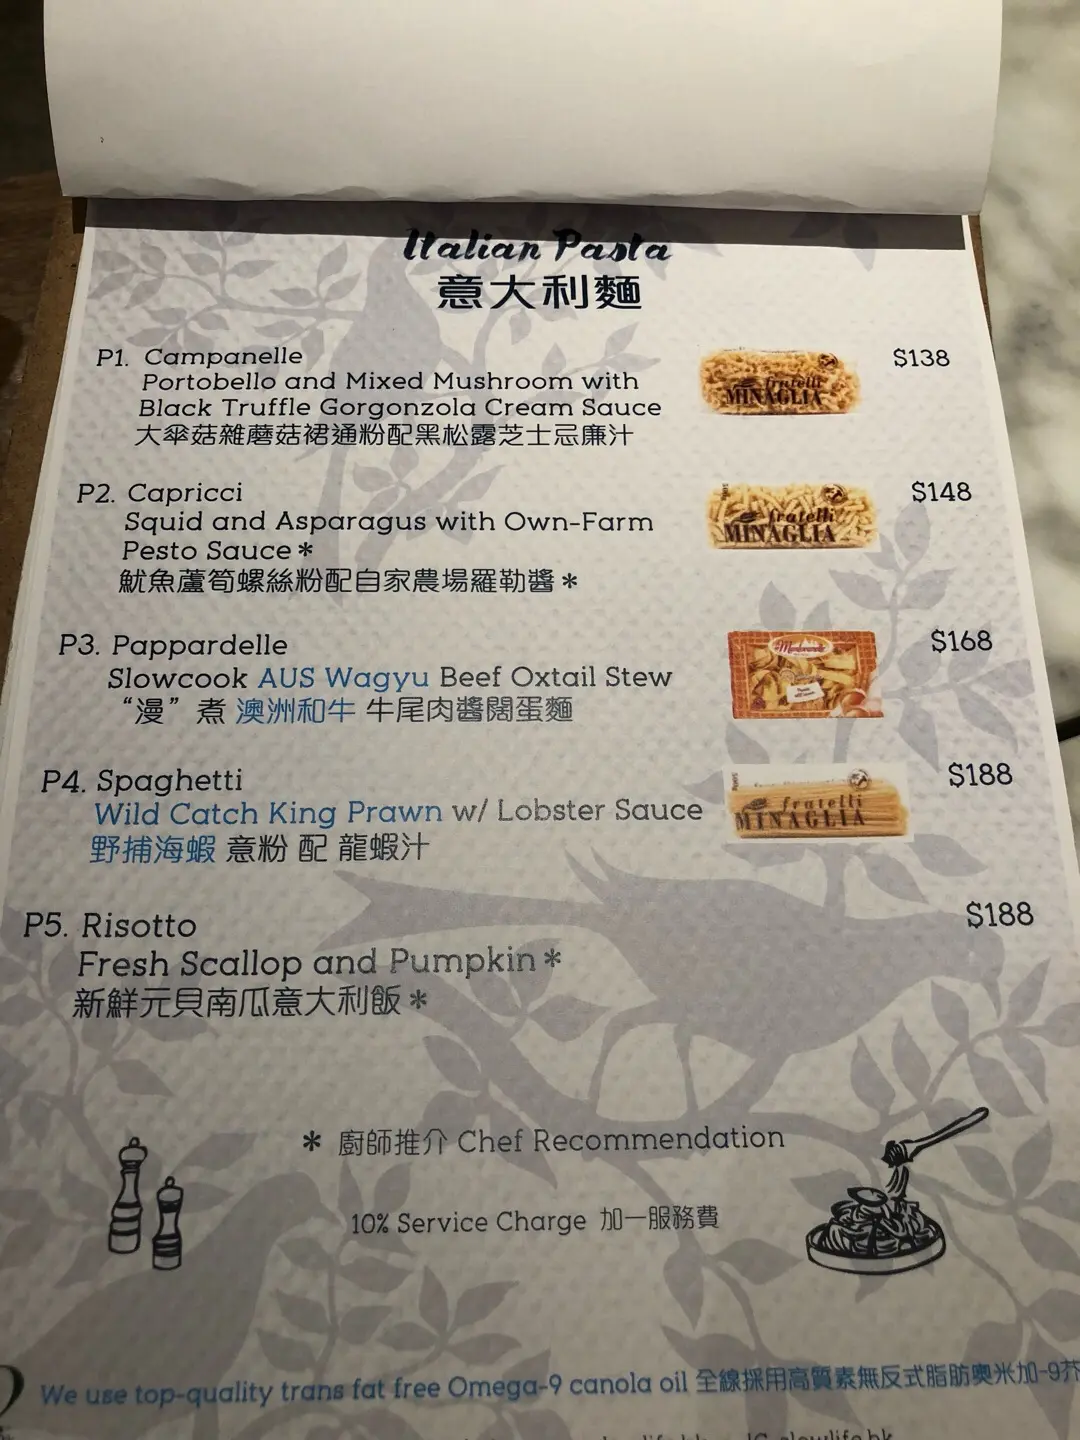 Italian Pasta
意大利麵
P1. Campanelle $138
Portobello and Mixed Mushroom with
Black Truffle Gorgonzola Cream Sauce
大傘菇雜蘑菇裙通粉配黑松露芝士忌廉汁
fratelli
MINAGLIA
P2. Capricci $148
Squid and Asparagus with Own-Farm
Pesto Sauce*
魷魚蘆筍螺絲粉配自家農場羅勒醬*
fratelli
MINAGLIA
P3. Pappardelle $168
Slowcook AUS Wagyu Beef Oxtail Stew
“漫”煮 澳洲和牛 牛尾肉醬闊蛋麵
P4. Spaghetti $188
Wild Catch King Prawn w/ Lobster Sauce
野捕海蝦 意粉 配 龍蝦汁
fratelli
MINAGLIA
P5. Risotto $188
Fresh Scallop and Pumpkin*
新鮮元貝南瓜意大利飯*
* 廚師推介 Chef Recommendation
10% Service Charge 加一服務費
We use top-quality trans fat free Omega-9 canola oil 全線採用高質素無反式脂肪奧米加-9芥